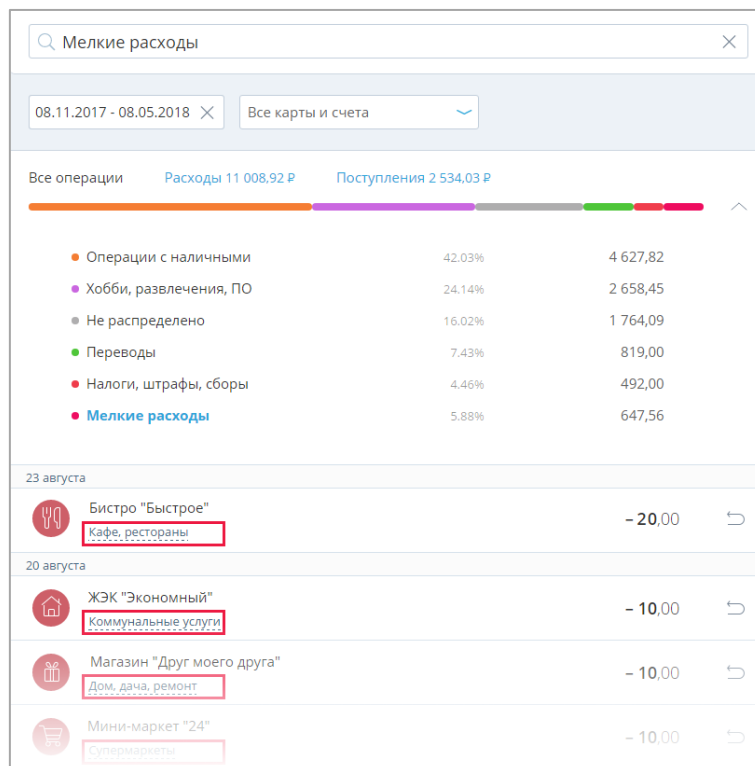 Мелкие расходы
08.11.2017 - 08.05.2018 Все карты и счета
Все операции Расходы 11 008,92 ₽ Поступления 2 534,03 ₽
Операции с наличными 42.03% 4 627,82
Хобби, развлечения, ПО 24.14% 2 658,45
Не распределено 16.02% 1 764,09
Переводы 7.43% 819,00
Налоги, штрафы, сборы 4.46% 492,00
Мелкие расходы 5.88% 647,56
23 августа
Бистро "Быстрое" – 20,00
Кафе, рестораны
20 августа
ЖЭК "Экономный" – 10,00
Коммунальные услуги
Магазин "Друг моего друга" – 10,00
Дом, дача, ремонт
Мини-маркет "24" – 10,00
Супермаркеты